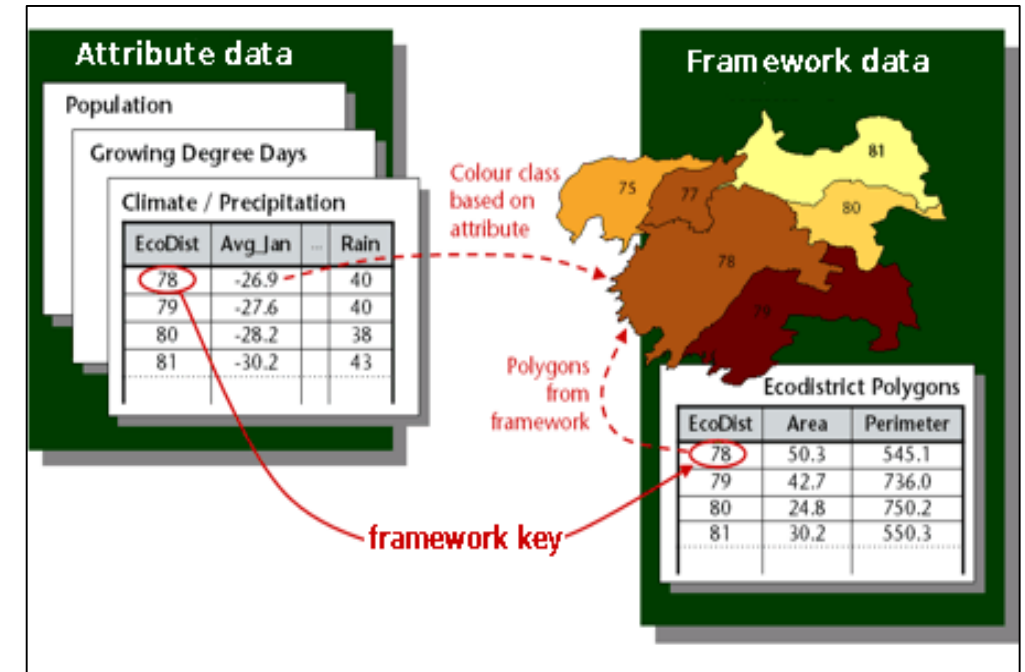 Attribute data
Population
Growing Degree Days
Climate / Precipitation
EcoDist Avg_Jan ... Rain
78 -26.9 40
79 -27.6 40
80 -28.2 38
81 -30.2 43
Colour class
based on
attribute
Polygons
from
framework
framework key
Framework data
81
75
77
80
78
79
Ecodistrict Polygons
EcoDist Area Perimeter
78 50.3 545.1
79 42.7 736.0
80 24.8 750.2
81 30.2 550.3